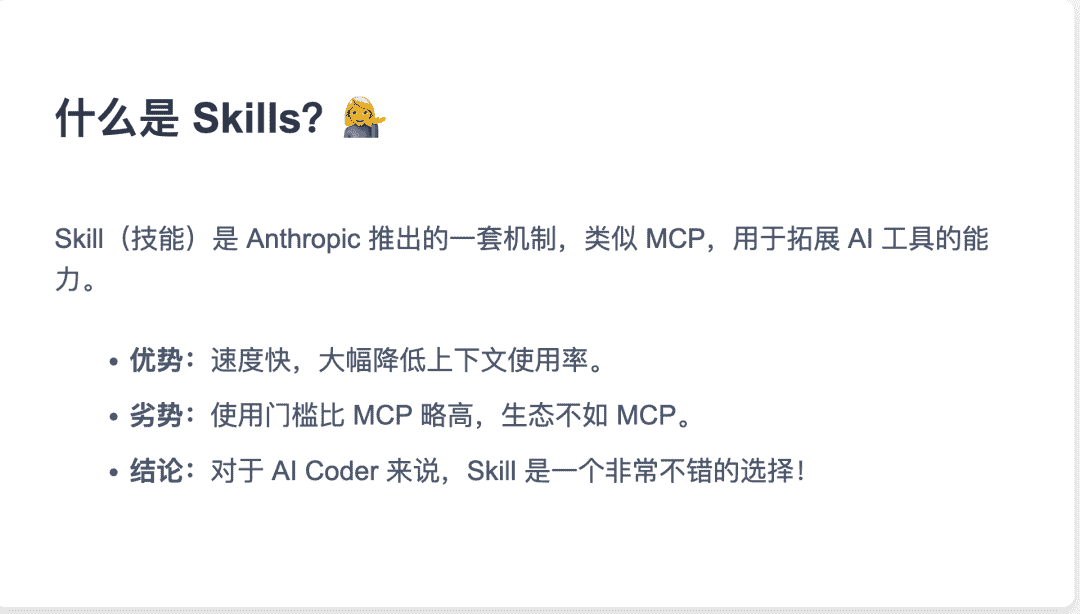 什么是 Skills? 💁
Skill（技能）是 Anthropic 推出的一套机制，类似 MCP，用于拓展 AI 工具的能
力。
• 优势：速度快，大幅降低上下文使用率。
• 劣势：使用门槛比 MCP 略高，生态不如 MCP。
• 结论：对于 AI Coder 来说，Skill 是一个非常不错的选择！